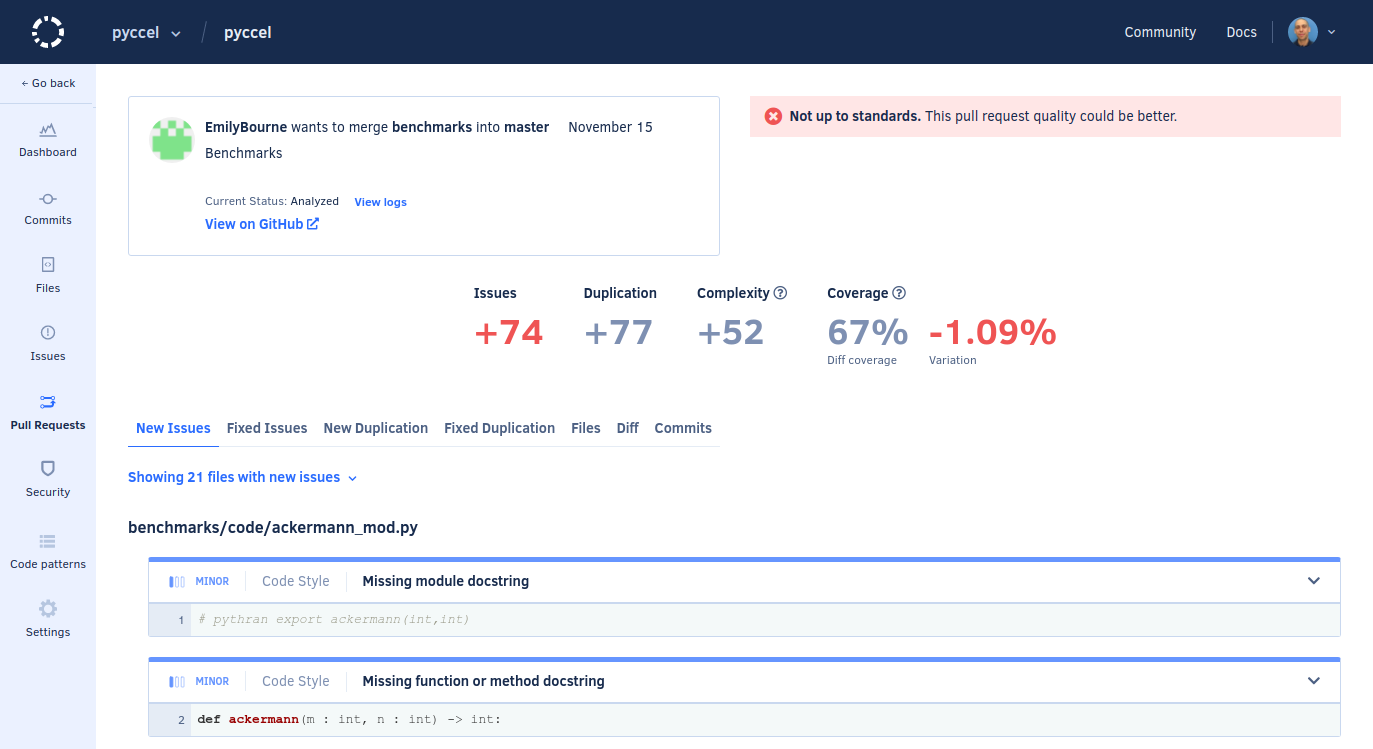 pyccel / pyccel Community Docs
← Go back
Dashboard
Commits
Files
Issues
Pull Requests
Security
Code patterns
Settings
EmilyBourne wants to merge benchmarks into master November 15
Benchmarks
Current Status: Analyzed View logs
View on GitHub
Not up to standards. This pull request quality could be better.
Issues Duplication Complexity ? Coverage ?
+74 +77 +52 67% -1.09%
Diff coverage Variation
New Issues Fixed Issues New Duplication Fixed Duplication Files Diff Commits
Showing 21 files with new issues
benchmarks/code/ackermann_mod.py
MINOR Code Style Missing module docstring
1 # pythran export ackermann(int,int)
MINOR Code Style Missing function or method docstring
2 def ackermann(m : int, n : int) -> int: